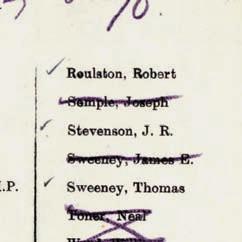 Roulston, Robert
Semple, Joseph
Stevenson, J. R.
Sweeney, James E.
I.P. Sweeney, Thomas
Toner, Neal